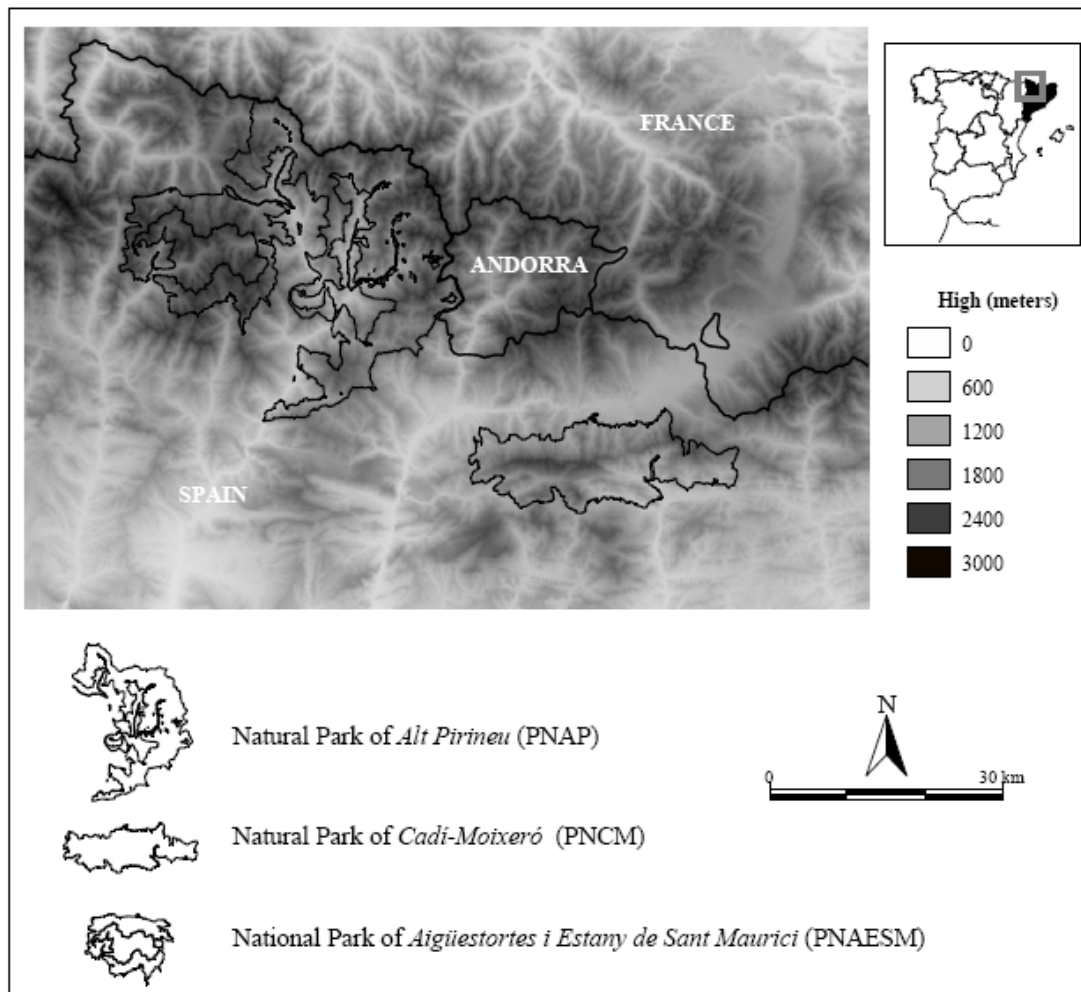 FRANCE
ANDORRA
SPAIN
High (meters)
0
600
1200
1800
2400
3000
Natural Park of Alt Pirineu (PNAP)
N
0 30 km
Natural Park of Cadí-Moixeró (PNCM)
National Park of Aigüestortes i Estany de Sant Maurici (PNAESM)